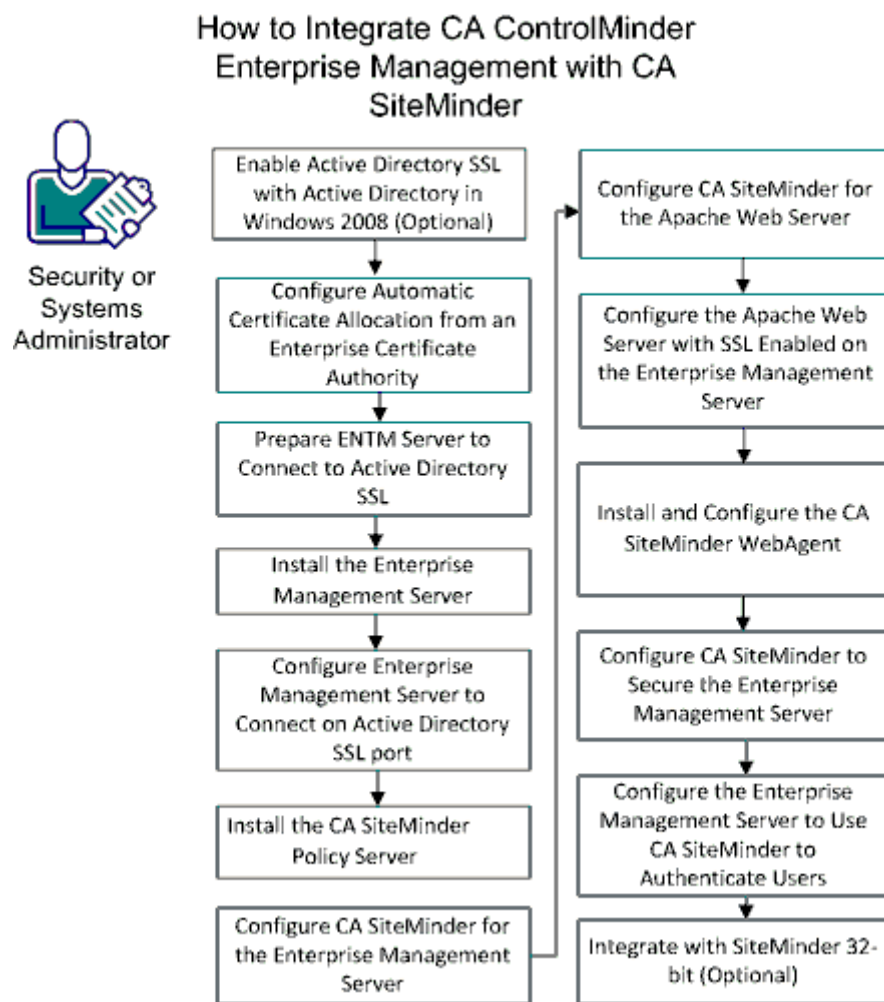 How to Integrate CA ControlMinder
Enterprise Management with CA
SiteMinder
Security or
Systems
Administrator
Enable Active Directory SSL
with Active Directory in
Windows 2008 (Optional)
Configure Automatic
Certificate Allocation from an
Enterprise Certificate
Authority
Prepare ENTM Server to
Connect to Active Directory
SSL
Install the Enterprise
Management Server
Configure Enterprise
Management Server to
Connect on Active Directory
SSL port
Install the CA SiteMinder
Policy Server
Configure CA SiteMinder for
the Enterprise Management
Server
Configure CA SiteMinder for
the Apache Web Server
Configure the Apache Web
Server with SSL Enabled on
the Enterprise Management
Server
Install and Configure the CA
SiteMinder WebAgent
Configure CA SiteMinder to
Secure the Enterprise
Management Server
Configure the Enterprise
Management Server to Use
CA SiteMinder to
Authenticate Users
Integrate with SiteMinder 32-
bit (Optional)